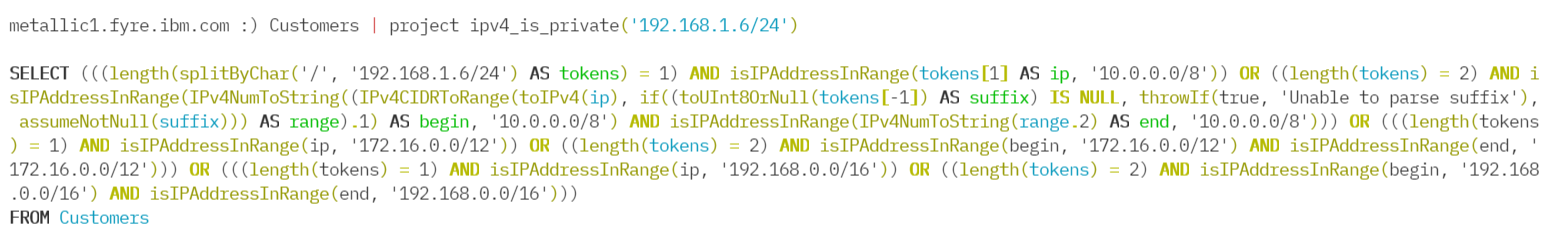 metallic1.fyre.ibm.com :) Customers | project ipv4_is_private('192.168.1.6/24')
SELECT (((length(splitByChar('/', '192.168.1.6/24') AS tokens) = 1) AND isIPAddressInRange(tokens[1] AS ip, '10.0.0.0/8')) OR ((length(tokens) = 2) AND i
sIPAddressInRange(IPv4NumToString((IPv4CIDRToRange(toIPv4(ip), if((toUInt8OrNull(tokens[-1]) AS suffix) IS NULL, throwIf(true, 'Unable to parse suffix'),
assumeNotNull(suffix))) AS range).1) AS begin, '10.0.0.0/8') AND isIPAddressInRange(IPv4NumToString(range.2) AS end, '10.0.0.0/8'))) OR (((length(tokens
) = 1) AND isIPAddressInRange(ip, '172.16.0.0/12')) OR ((length(tokens) = 2) AND isIPAddressInRange(begin, '172.16.0.0/12') AND isIPAddressInRange(end, '
172.16.0.0/12'))) OR (((length(tokens) = 1) AND isIPAddressInRange(ip, '192.168.0.0/16')) OR ((length(tokens) = 2) AND isIPAddressInRange(begin, '192.168
.0.0/16') AND isIPAddressInRange(end, '192.168.0.0/16')))
FROM Customers